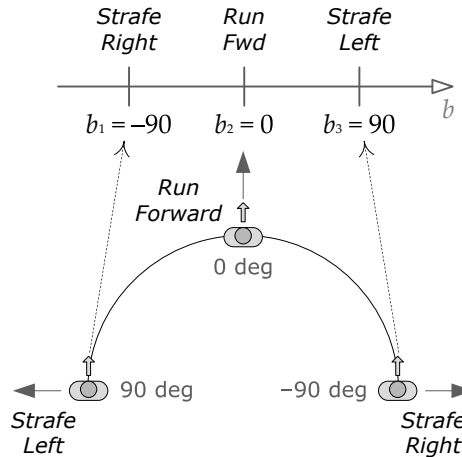 Strafe Right
Run Fwd
Strafe Left
b
b₁ = –90
b₂ = 0
b₃ = 90
Run Forward
0 deg
90 deg
–90 deg
Strafe Left
Strafe Right